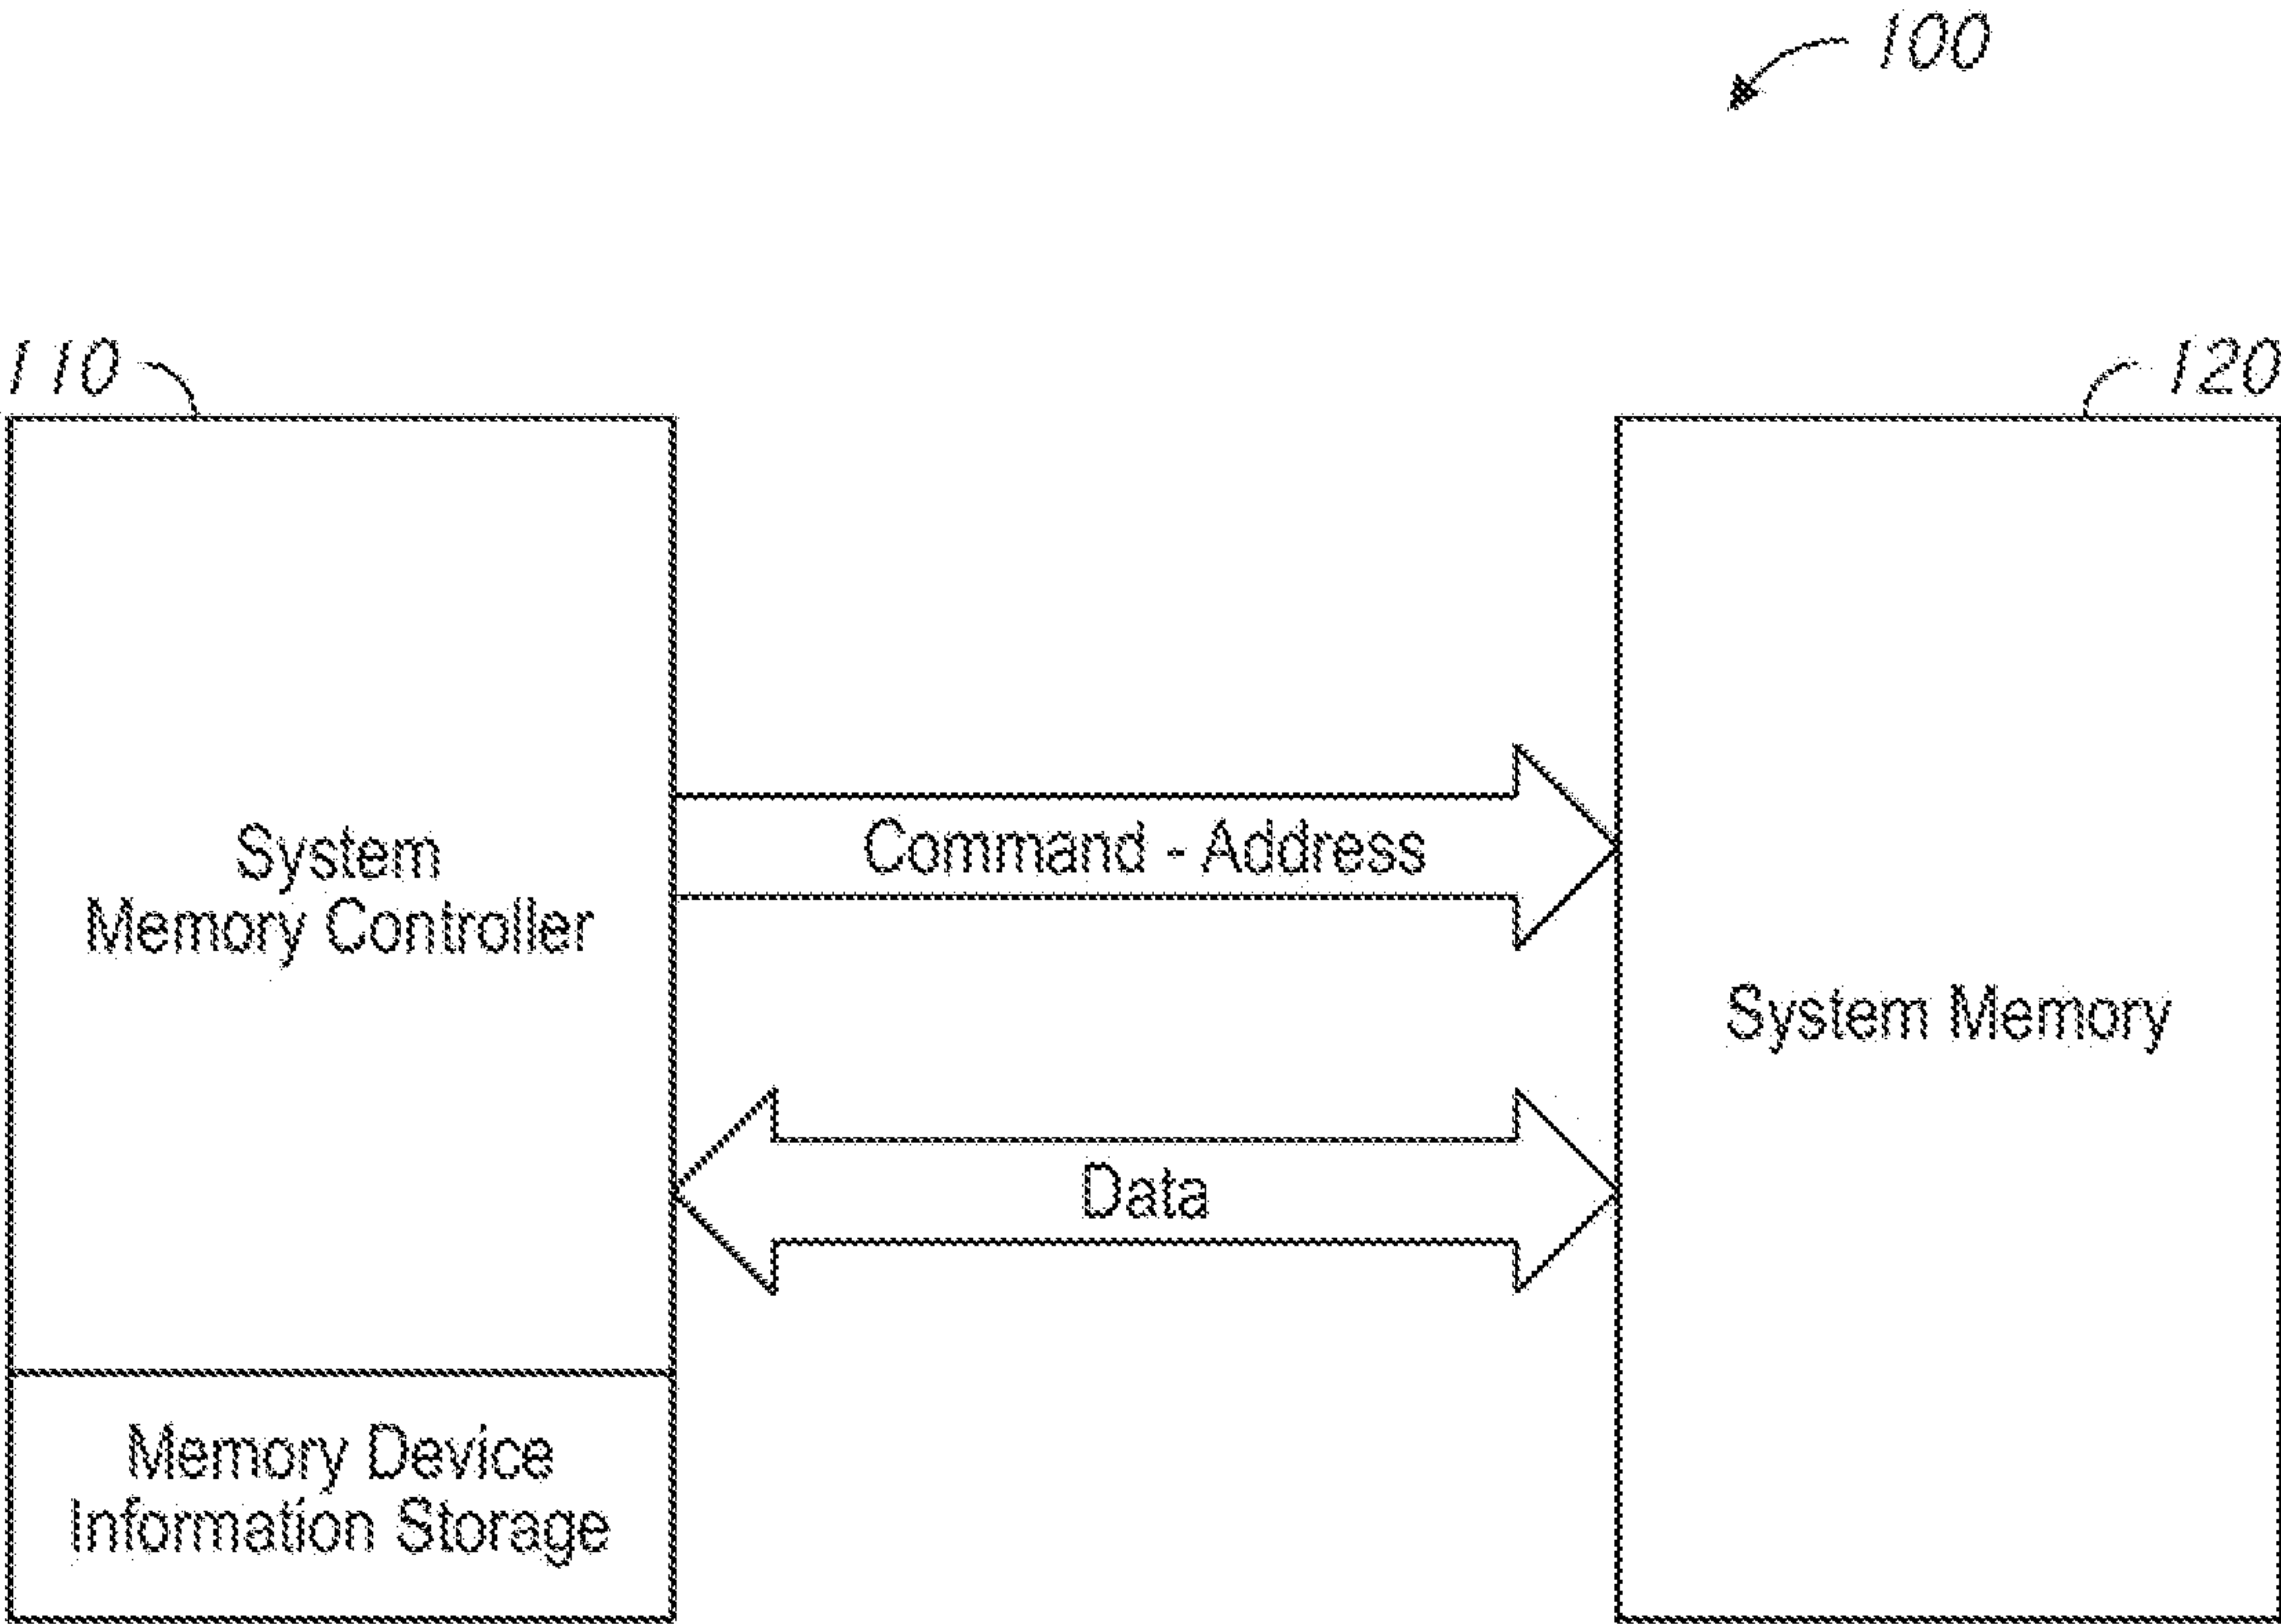 100
110
120
System
Memory Controller
Command - Address
System Memory
Data
Memory Device
Information Storage